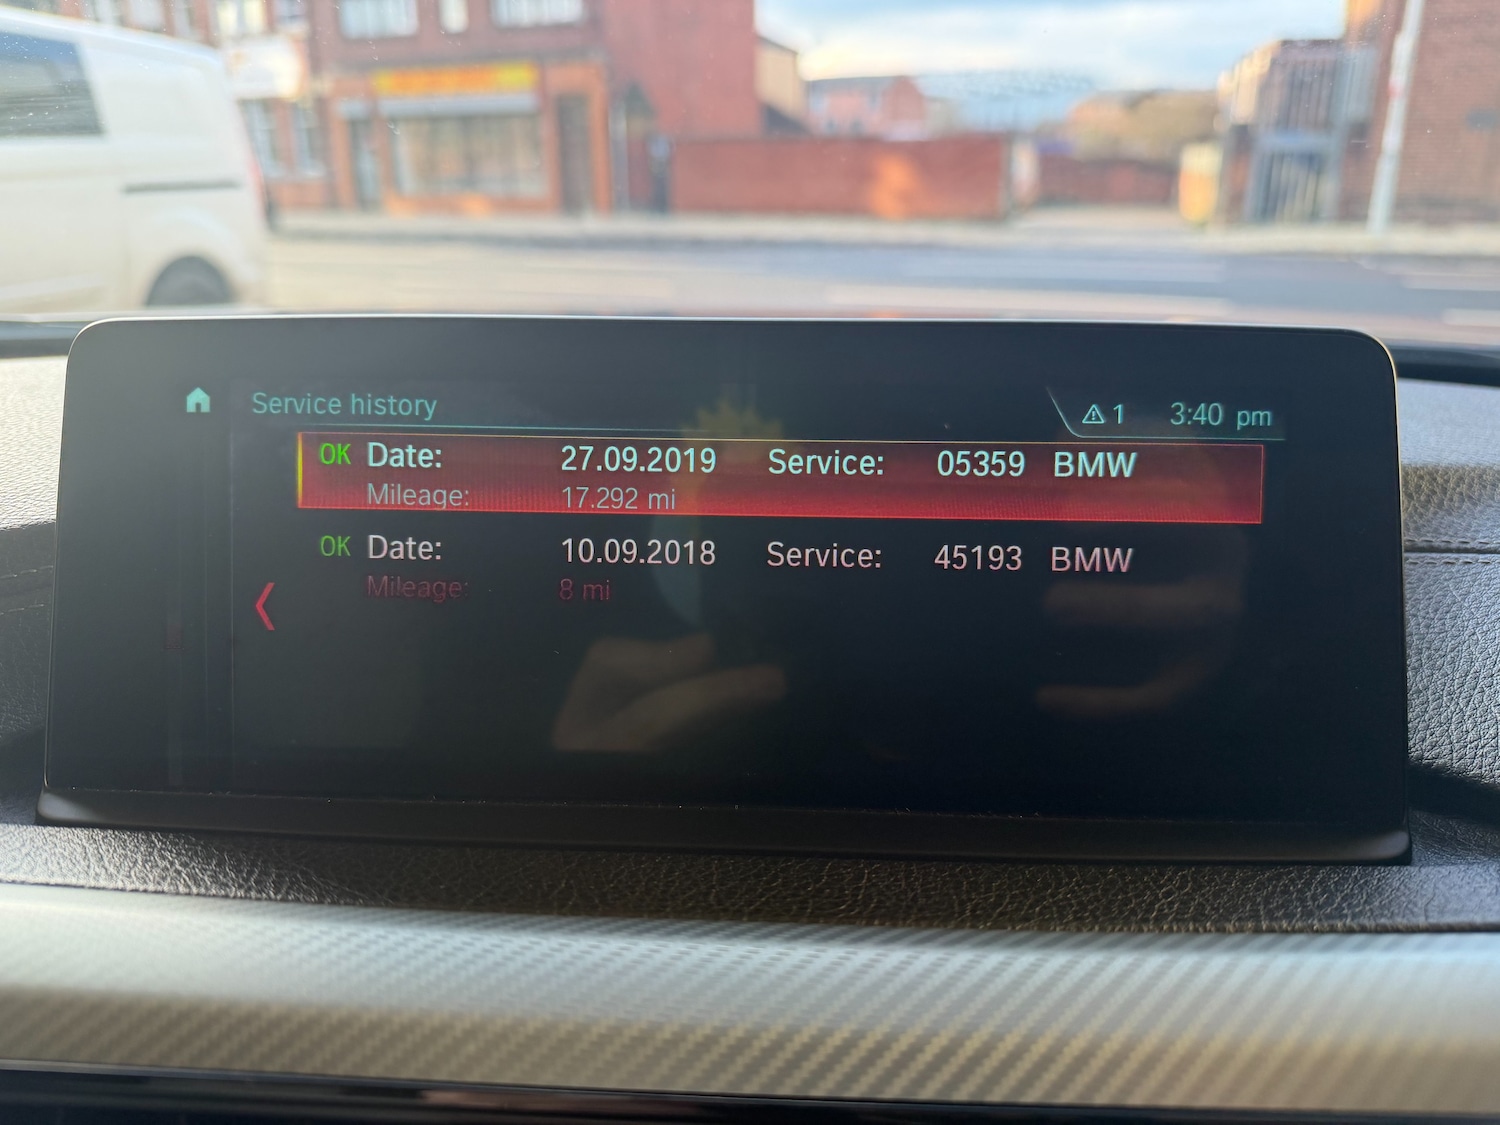 Service history
⚠ 1 3:40 pm
OK Date: 27.09.2019 Service: 05359 BMW
Mileage: 17.292 mi
OK Date: 10.09.2018 Service: 45193 BMW
Mileage: 8 mi